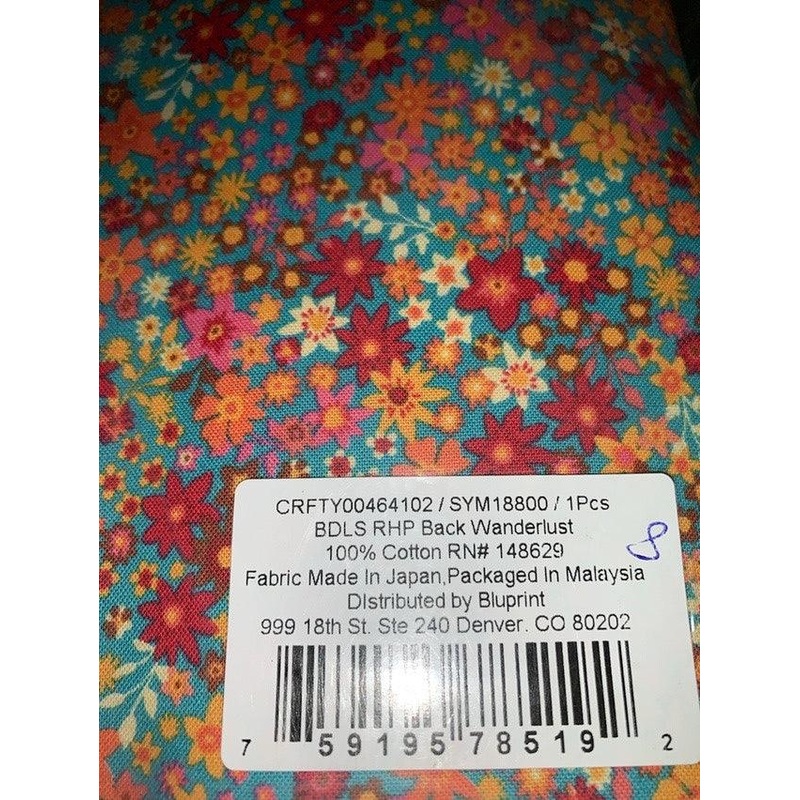 CRFTY00464102 / SYM18800 / 1Pcs
BDLS RHP Back Wanderlust
100% Cotton RN# 148629
Fabric Made In Japan,Packaged In Malaysia
DIstributed by Bluprint
999 18th St. Ste 240 Denver. CO 80202
7 59195 78519 2
8